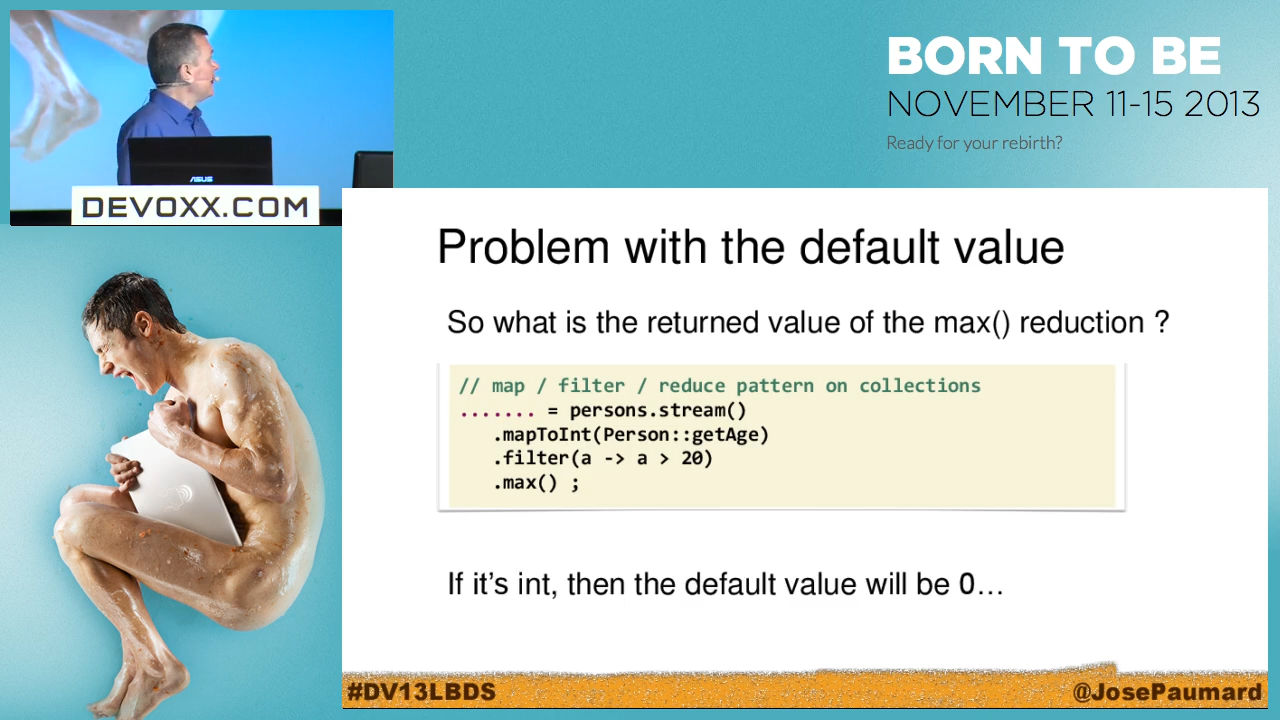 BORN TO BE
NOVEMBER 11-15 2013
Ready for your rebirth?
ASUS
DEVOXX.COM
Problem with the default value
So what is the returned value of the max() reduction ?
// map / filter / reduce pattern on collections
....... = persons.stream()
.mapToInt(Person::getAge)
.filter(a -> a > 20)
.max() ;
If it's int, then the default value will be 0…
#DV13LBDS
@JosePaumard